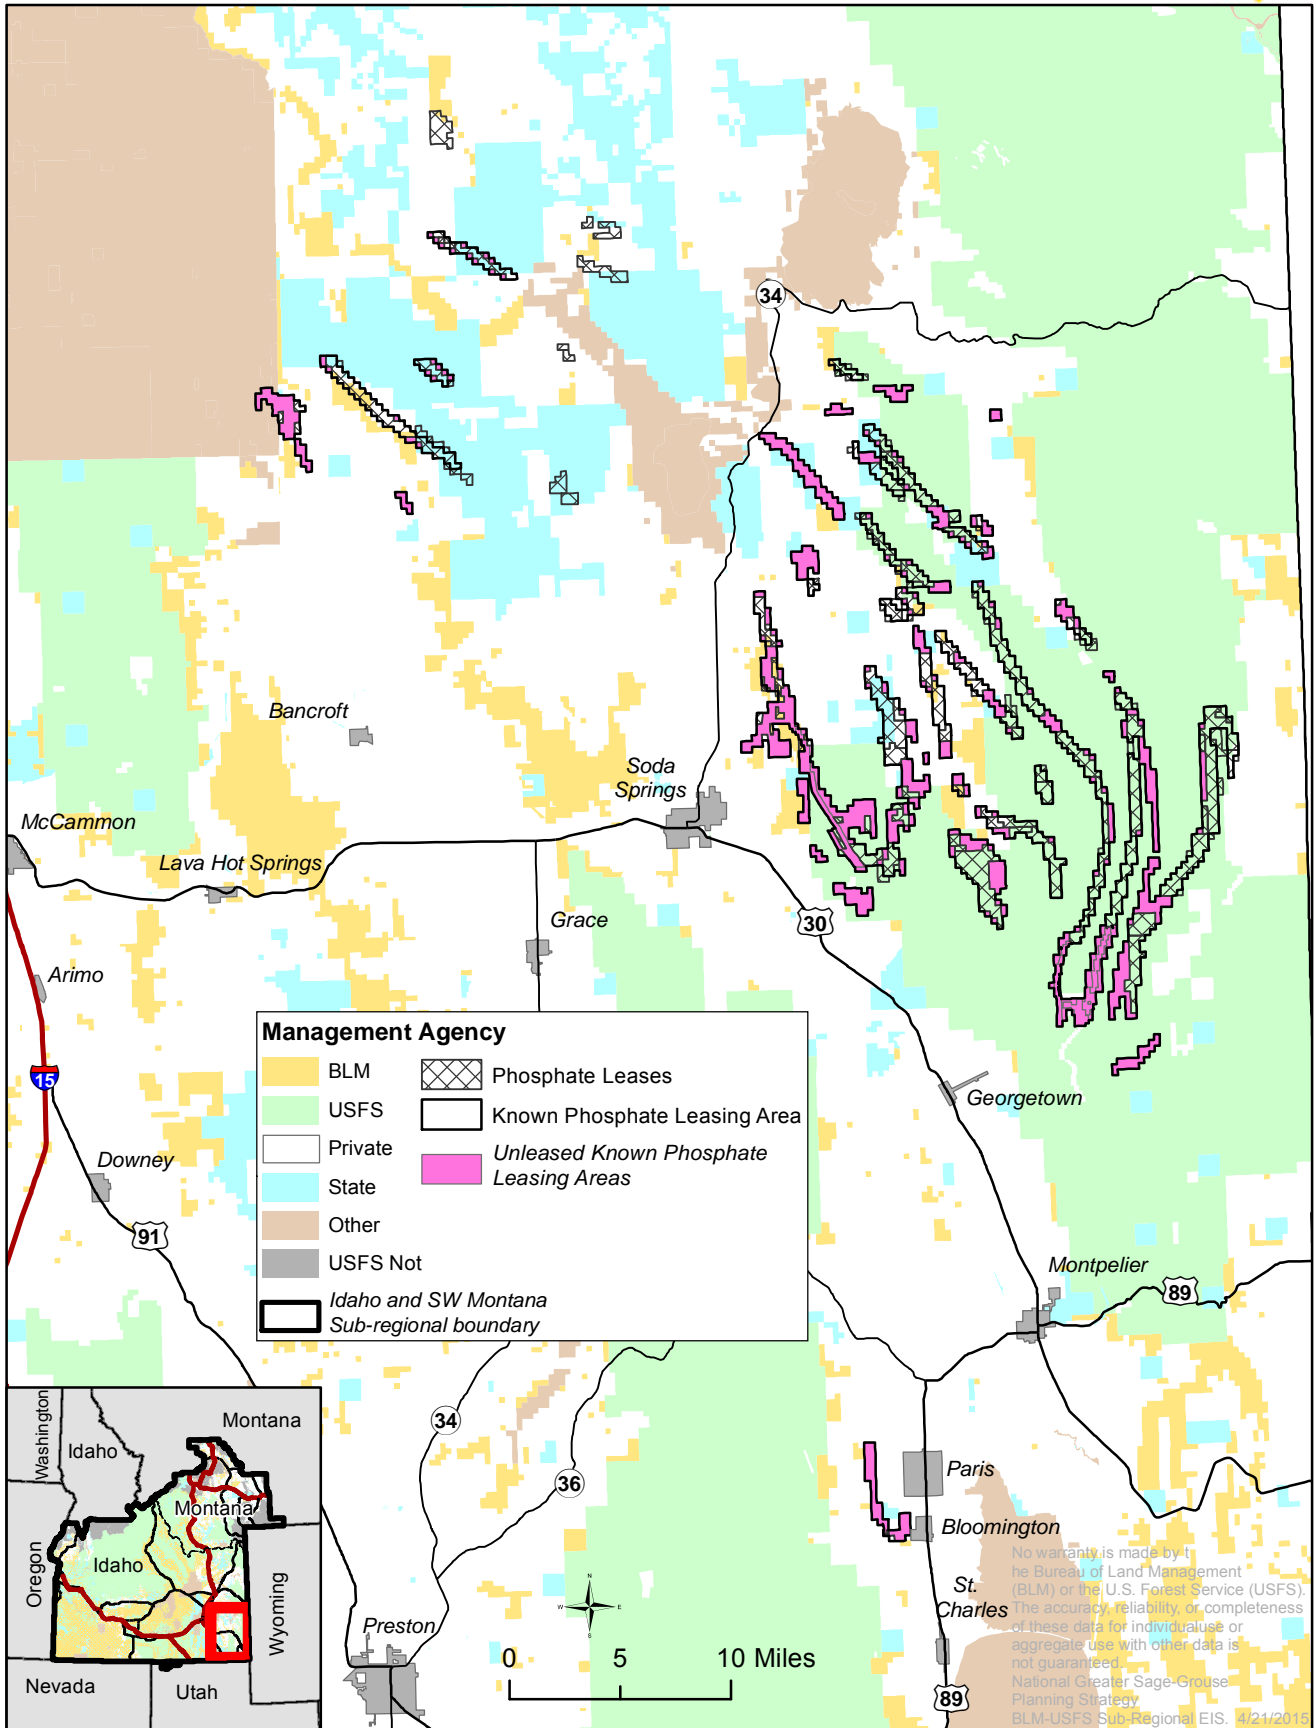 34
Bancroft
Soda
Springs
McCammon
Lava Hot Springs
30
Grace
Arimo
15
Management Agency
BLM
USFS
Private
State
Other
USFS Not
Idaho and SW Montana
Sub-regional boundary
Phosphate Leases
Known Phosphate Leasing Area
Unleased Known Phosphate
Leasing Areas
Georgetown
Downey
91
Montpelier
89
34
36
Paris
Bloomington
St.
Charles
Preston
89
Washington
Idaho
Montana
Montana
Idaho
Oregon
Wyoming
Nevada
Utah
N
W
E
S
0
5
10 Miles
No warranty is made by t
he Bureau of Land Management
(BLM) or the U.S. Forest Service (USFS).
The accuracy, reliability, or completeness
of these data for individual use or
aggregate use with other data is
not guaranteed.
National Greater Sage-Grouse
Planning Strategy
BLM-USFS Sub-Regional EIS. 4/21/2015